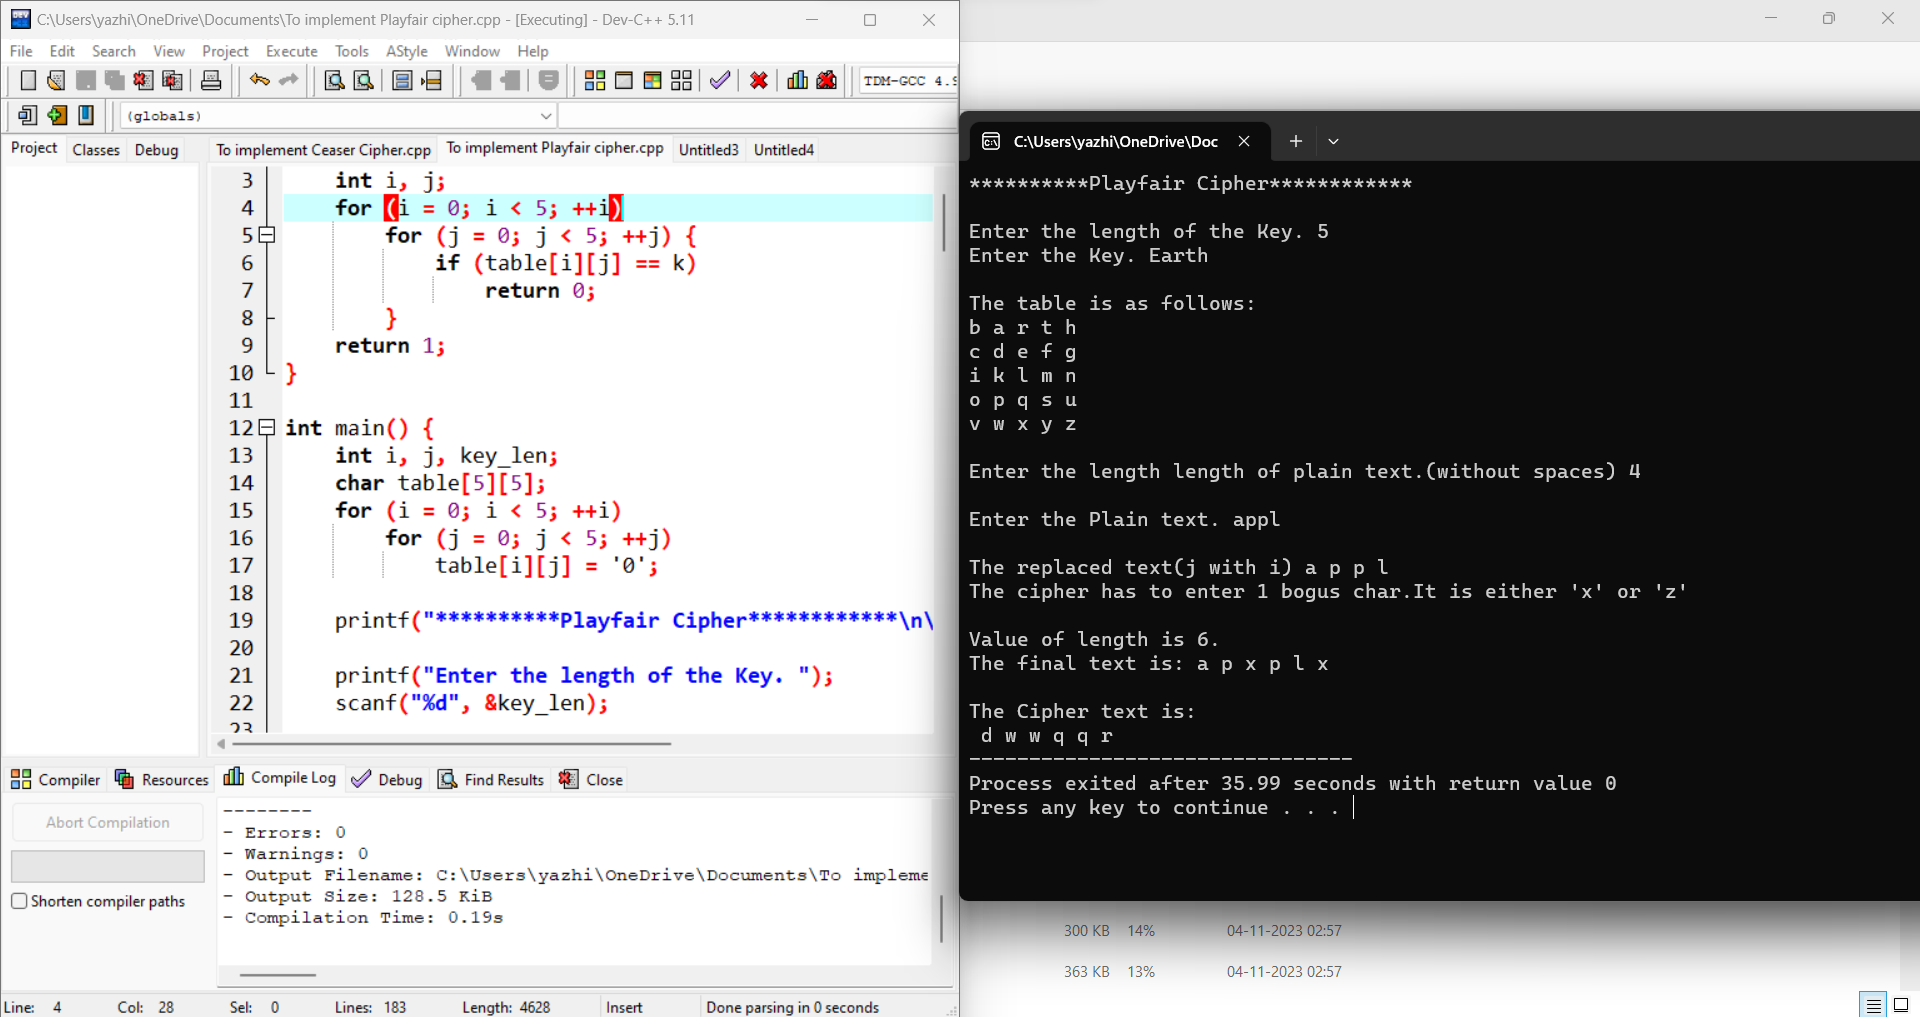 C:\Users\yazhi\OneDrive\Documents\To implement Playfair cipher.cpp - [Executing] - Dev-C++ 5.11
File Edit Search View Project Execute Tools AStyle Window Help
TDM-GCC 4.9
(globals)
Project Classes Debug
To implement Ceaser Cipher.cpp To implement Playfair cipher.cpp Untitled3 Untitled4
3 int i, j;
4 for (i = 0; i < 5; ++i)
5 for (j = 0; j < 5; ++j) {
6 if (table[i][j] == k)
7 return 0;
8 }
9 return 1;
10 }
11
12 int main() {
13 int i, j, key_len;
14 char table[5][5];
15 for (i = 0; i < 5; ++i)
16 for (j = 0; j < 5; ++j)
17 table[i][j] = '0';
18
19 printf("**********Playfair Cipher************\n\
20
21 printf("Enter the length of the Key. ");
22 scanf("%d", &key_len);
23
Compiler Resources Compile Log Debug Find Results Close
Abort Compilation
Shorten compiler paths
--------
- Errors: 0
- Warnings: 0
- Output Filename: C:\Users\yazhi\OneDrive\Documents\To impleme
- Output Size: 128.5 KiB
- Compilation Time: 0.19s
Line: 4 Col: 28 Sel: 0 Lines: 183 Length: 4628 Insert Done parsing in 0 seconds
C:\Users\yazhi\OneDrive\Doc
**********Playfair Cipher************
Enter the length of the Key. 5
Enter the Key. Earth
The table is as follows:
b a r t h
c d e f g
i k l m n
o p q s u
v w x y z
Enter the length length of plain text.(without spaces) 4
Enter the Plain text. appl
The replaced text(j with i) a p p l
The cipher has to enter 1 bogus char.It is either 'x' or 'z'
Value of length is 6.
The final text is: a p x p l x
The Cipher text is:
d w w q q r
--------------------------------
Process exited after 35.99 seconds with return value 0
Press any key to continue . . .
300 KB 14% 04-11-2023 02:57
363 KB 13% 04-11-2023 02:57